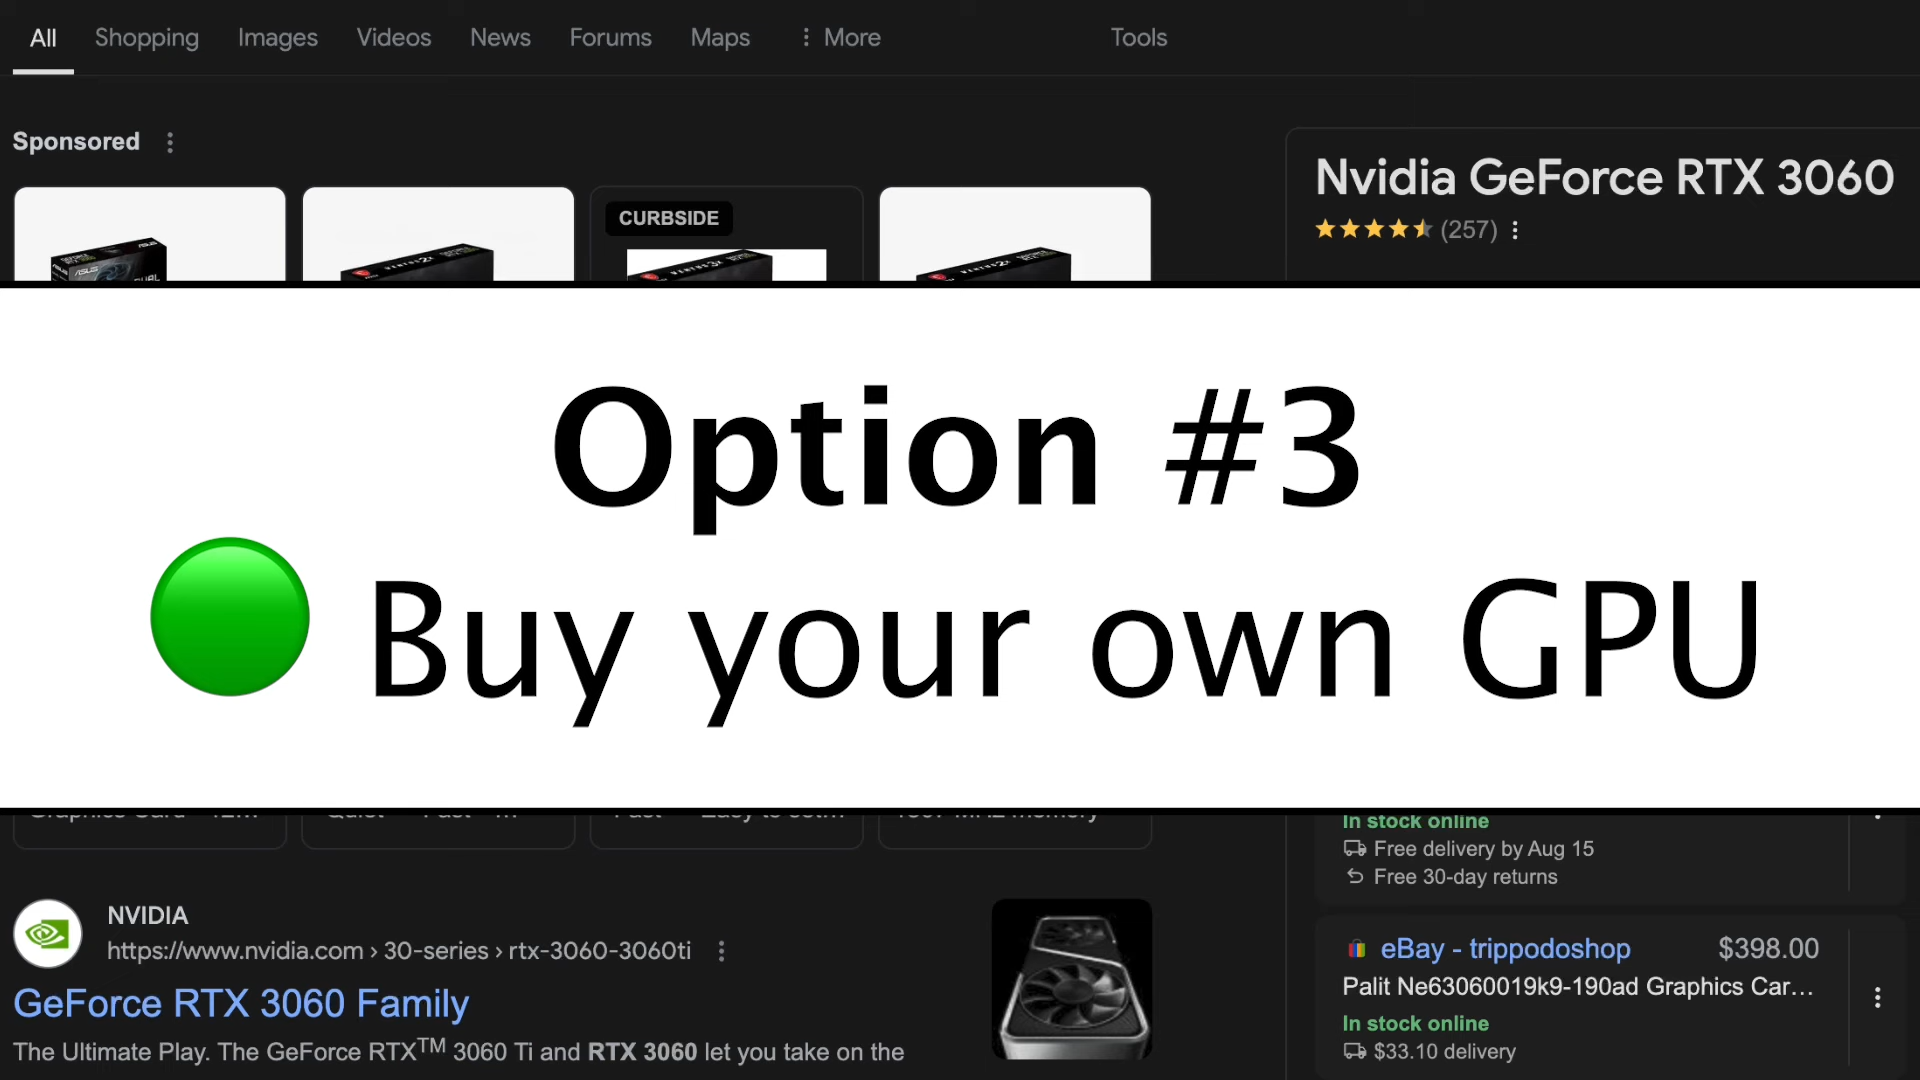 All Shopping Images Videos News Forums Maps More Tools
Sponsored
CURBSIDE
ASUS
Nvidia GeForce RTX 3060
(257)
Option #3
Buy your own GPU
In stock online
Free delivery by Aug 15
Free 30-day returns
NVIDIA
https://www.nvidia.com › 30-series › rtx-3060-3060ti
GeForce RTX 3060 Family
The Ultimate Play. The GeForce RTX™ 3060 Ti and RTX 3060 let you take on the
eBay - trippodoshop $398.00
Palit Ne63060019k9-190ad Graphics Car...
In stock online
$33.10 delivery